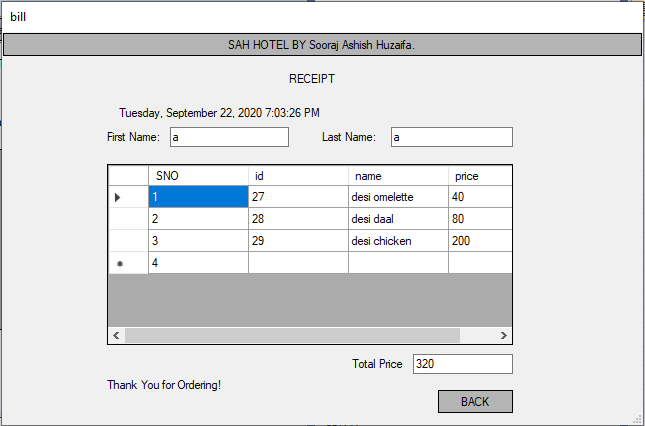 bill
SAH HOTEL BY Sooraj Ashish Huzaifa.
RECEIPT
Tuesday, September 22, 2020 7:03:26 PM
First Name: a Last Name: a
SNO id name price
1 27 desi omelette 40
2 28 desi daal 80
3 29 desi chicken 200
4
Total Price 320
Thank You for Ordering!
BACK